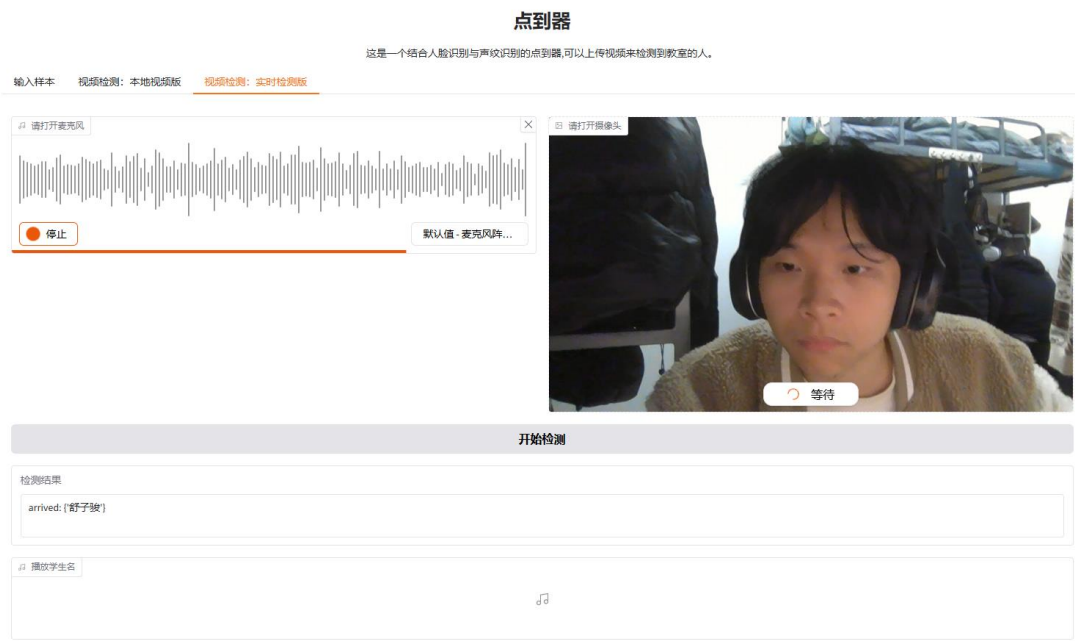 点到器
这是一个结合人脸识别与声纹识别的点到器,可以上传视频来检测到教室的人。
输入样本
视频检测：本地视频版
视频检测：实时检测版
请打开麦克风
停止
默认值 - 麦克风阵...
请打开摄像头
等待
开始检测
检测结果
arrived: {'舒子骏'}
播放学生名